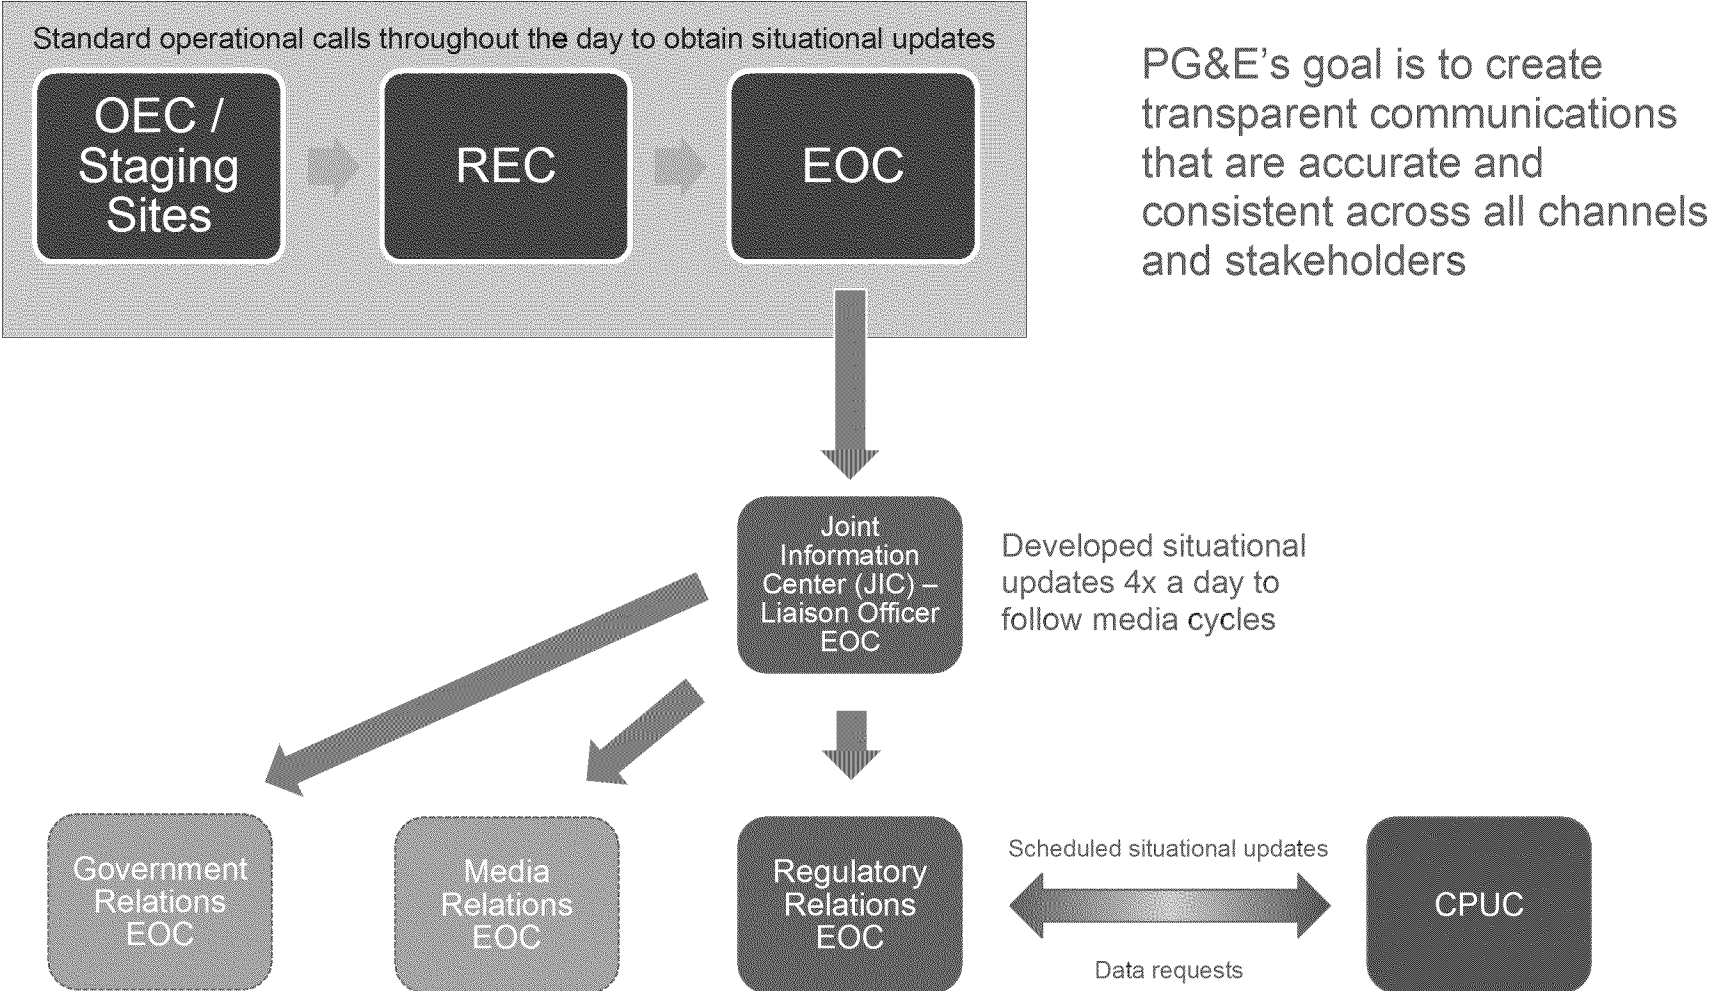 Standard operational calls throughout the day to obtain situational updates
OEC /
Staging
Sites
REC
EOC
PG&E's goal is to create
transparent communications
that are accurate and
consistent across all channels
and stakeholders
Joint
Information
Center (JIC) –
Liaison Officer
EOC
Developed situational
updates 4x a day to
follow media cycles
Government
Relations
EOC
Media
Relations
EOC
Regulatory
Relations
EOC
Scheduled situational updates
Data requests
CPUC